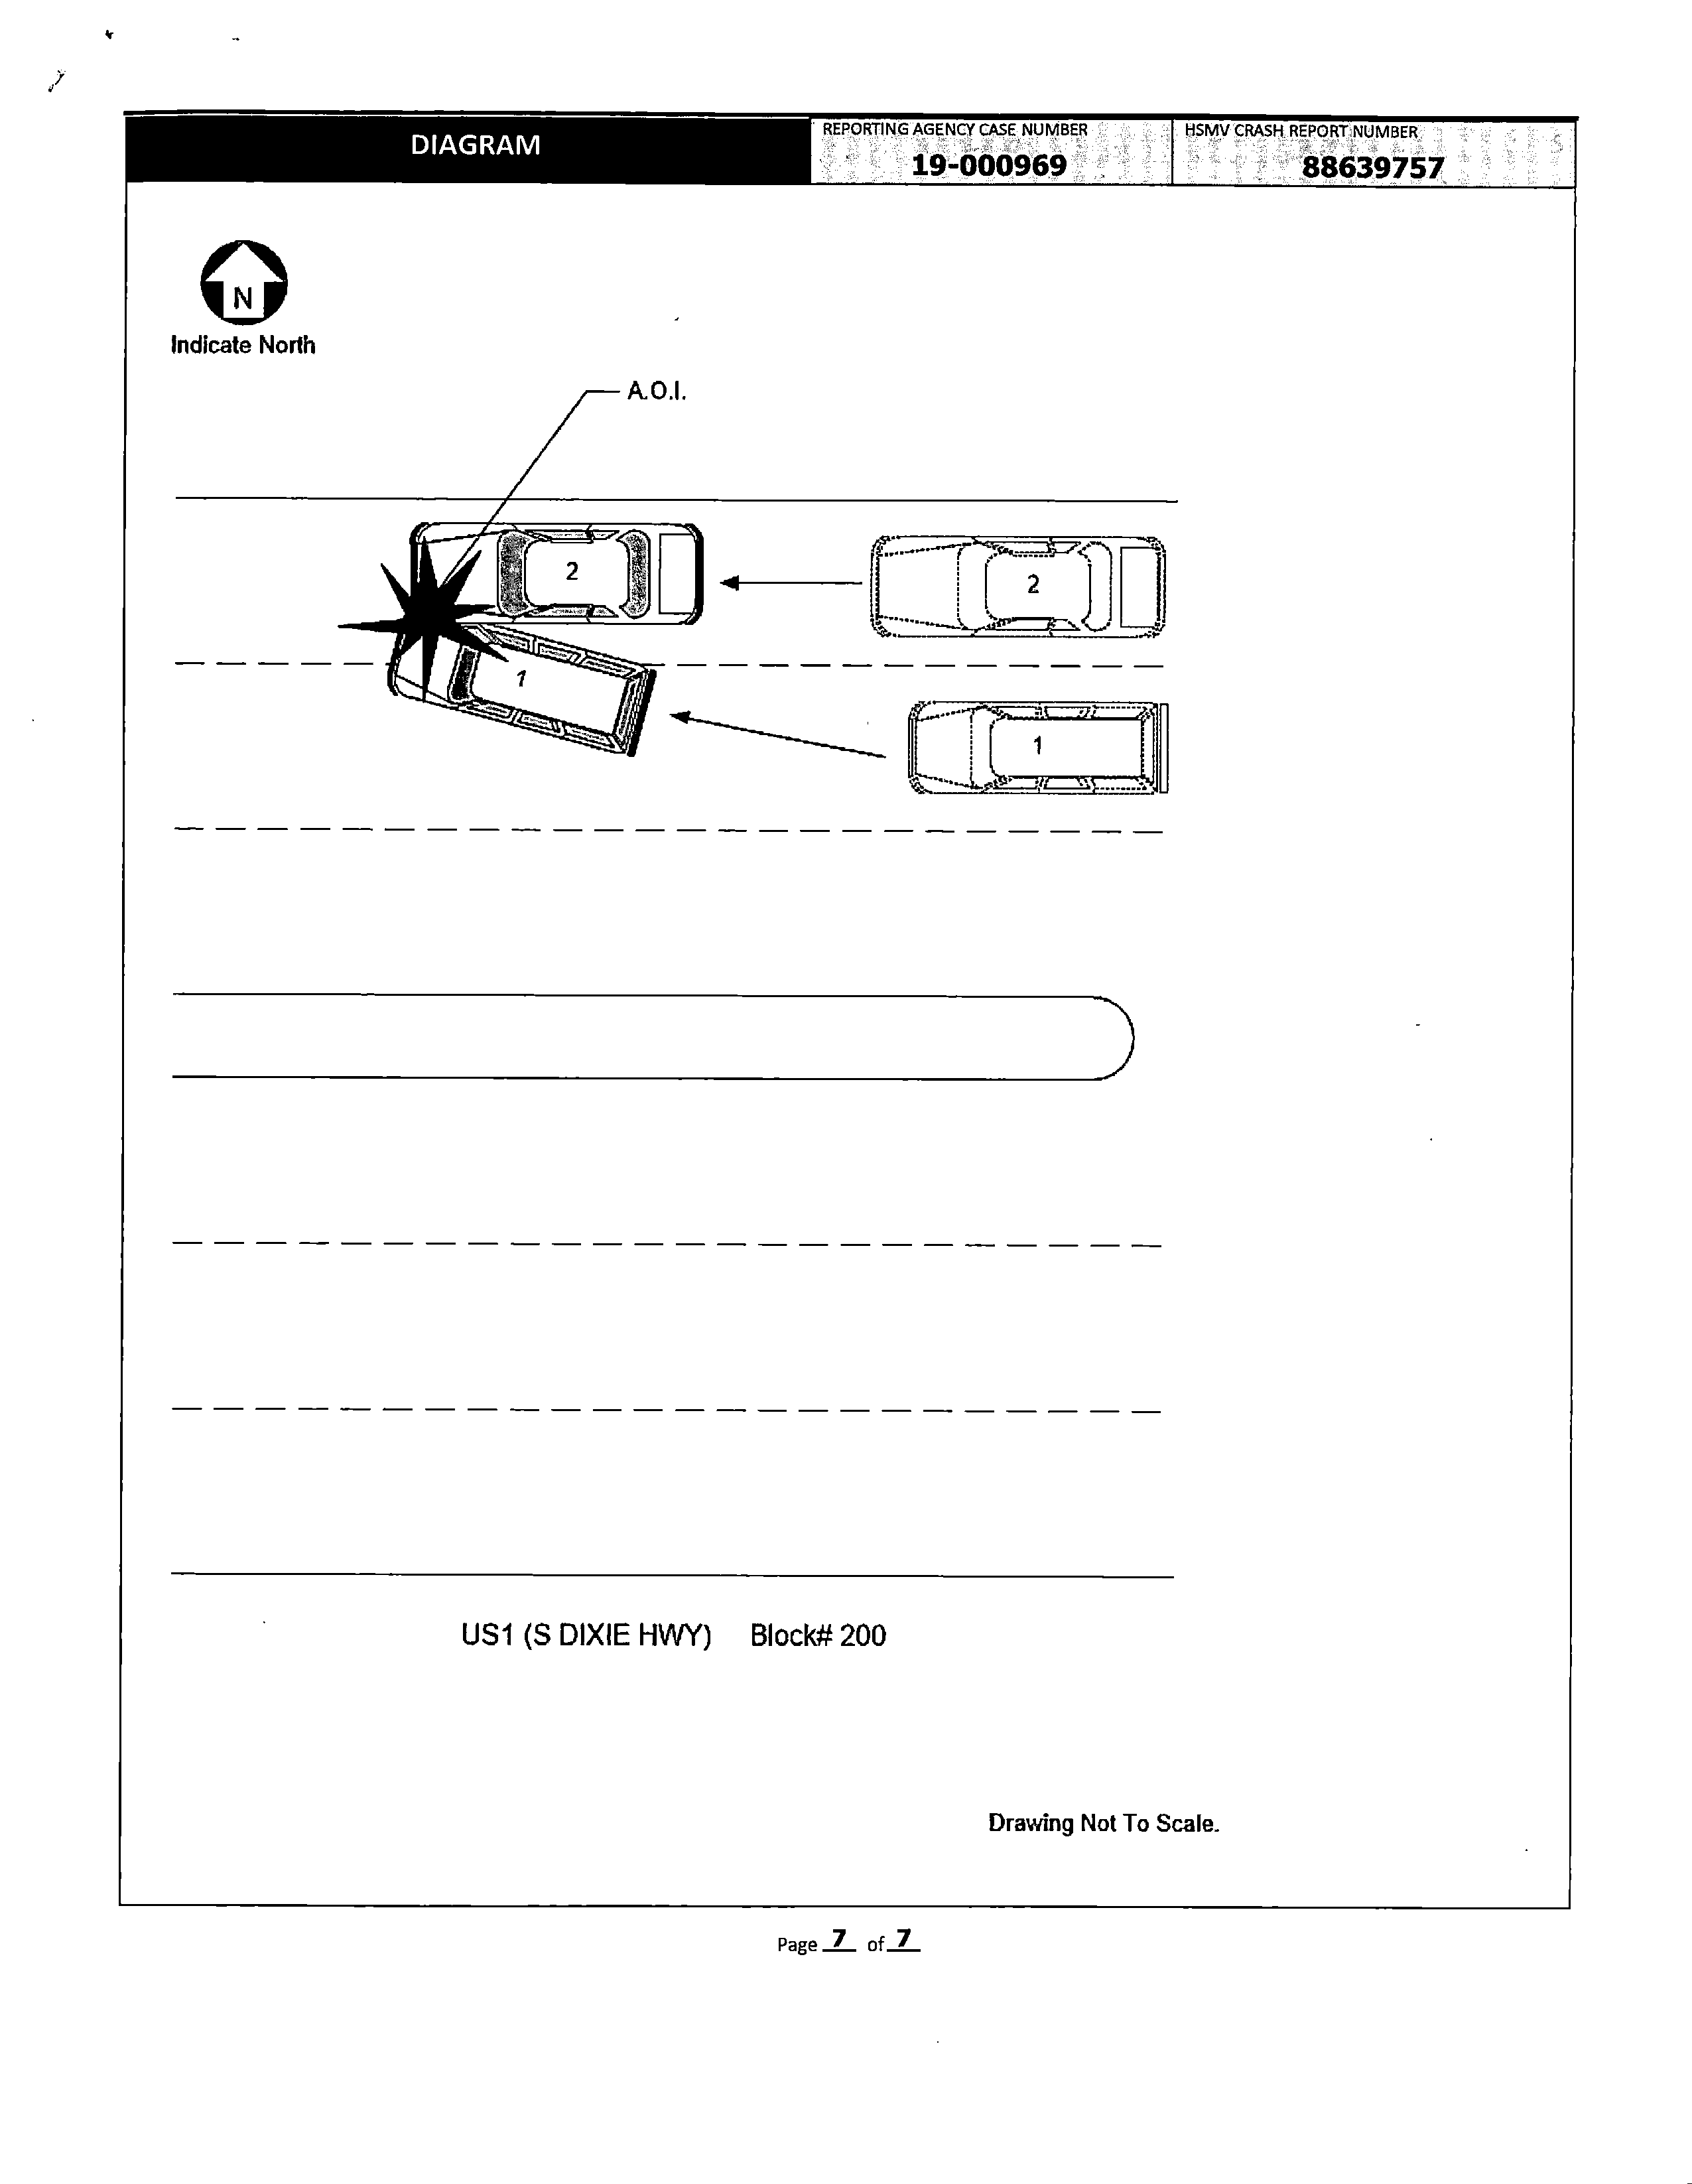 DIAGRAM
REPORTING AGENCY CASE NUMBER
19-000969
HSMV CRASH REPORT NUMBER
88639757
N
Indicate North
A.O.I.
2
2
1
1
US1 (S DIXIE HWY) Block# 200
Drawing Not To Scale.
Page 7 of 7